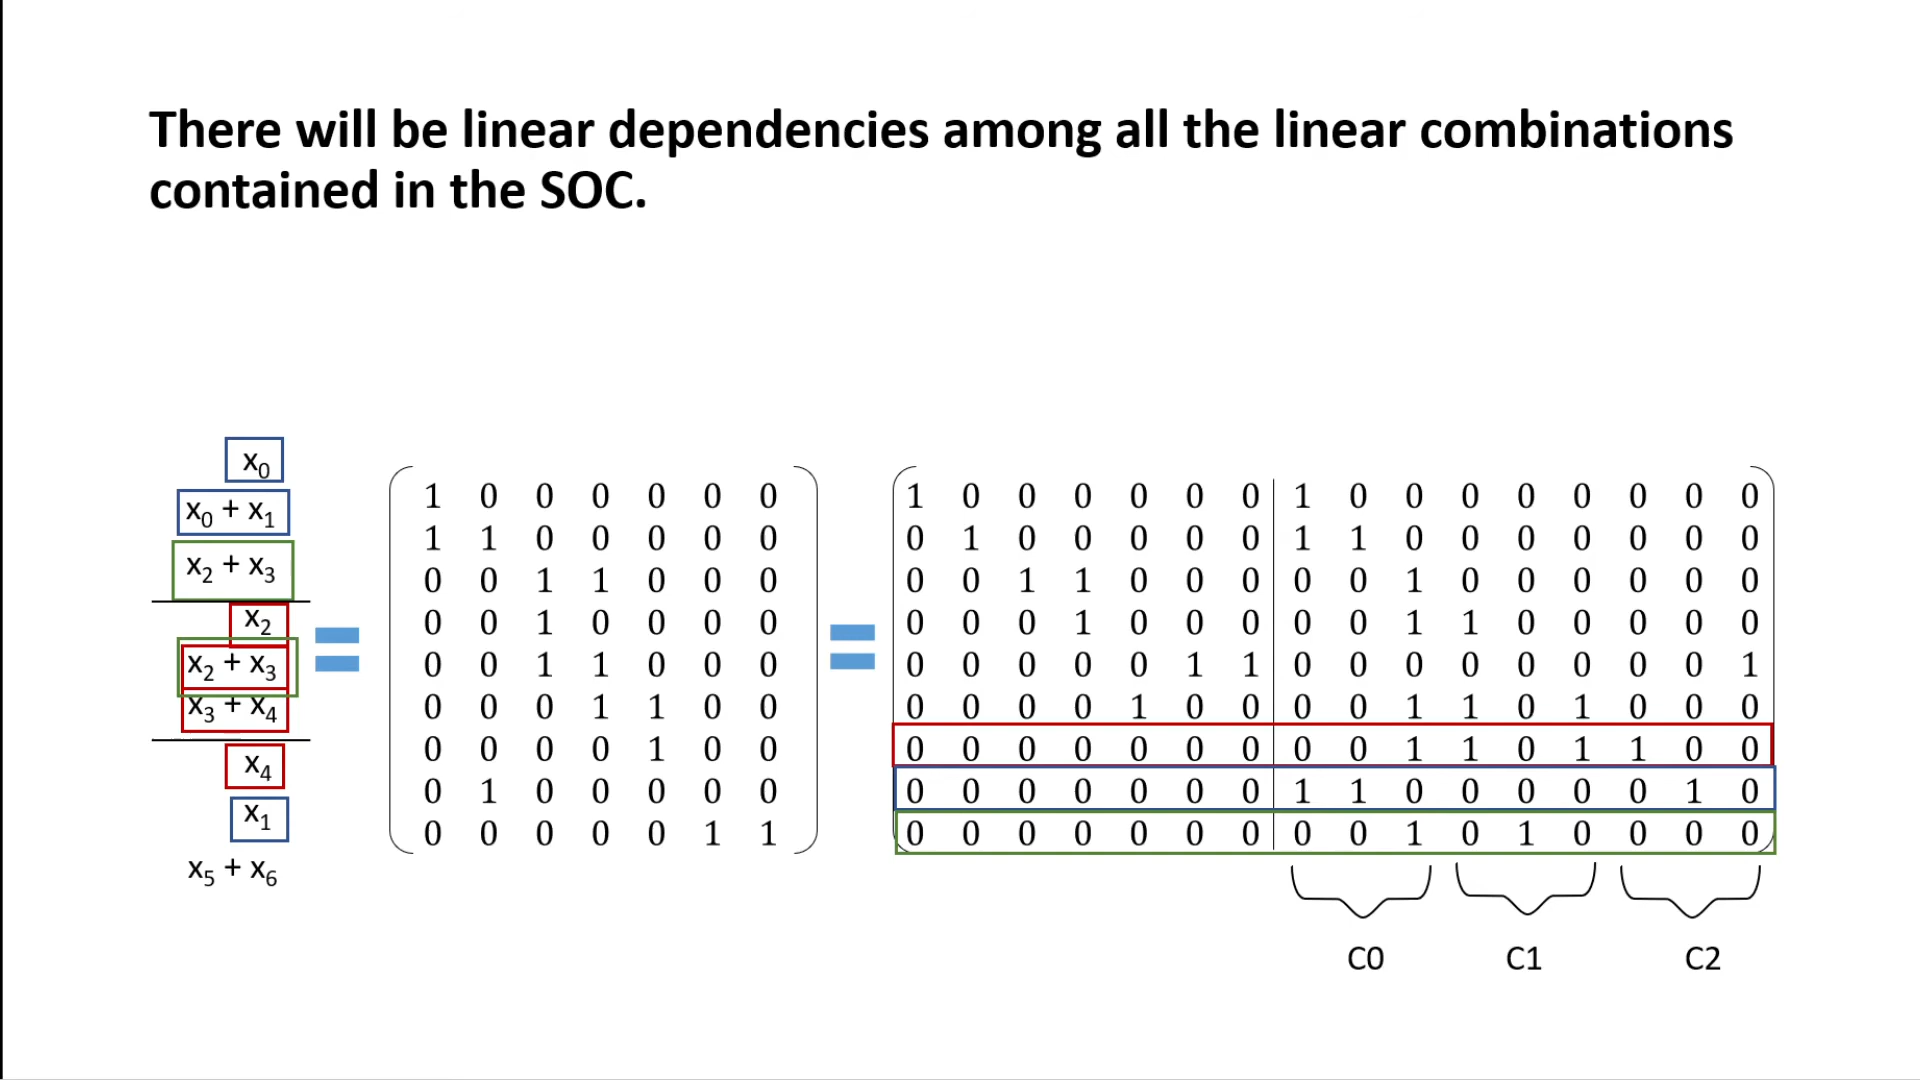 There will be linear dependencies among all the linear combinations
contained in the SOC.
x₀
x₀ + x₁
x₂ + x₃
x₂
x₂ + x₃
x₃ + x₄
x₄
x₁
x₅ + x₆
=
1 0 0 0 0 0 0
1 1 0 0 0 0 0
0 0 1 1 0 0 0
0 0 1 0 0 0 0
0 0 1 1 0 0 0
0 0 0 1 1 0 0
0 0 0 0 1 0 0
0 1 0 0 0 0 0
0 0 0 0 0 1 1
=
1 0 0 0 0 0 0 | 1 0 0 0 0 0 0 0 0
0 1 0 0 0 0 0 | 1 1 0 0 0 0 0 0 0
0 0 1 1 0 0 0 | 0 0 1 0 0 0 0 0 0
0 0 0 1 0 0 0 | 0 0 1 1 0 0 0 0 0
0 0 0 0 0 1 1 | 0 0 0 0 0 0 0 0 1
0 0 0 0 1 0 0 | 0 0 1 1 0 1 0 0 0
0 0 0 0 0 0 0 | 0 0 1 1 0 1 1 0 0
0 0 0 0 0 0 0 | 1 1 0 0 0 0 0 1 0
0 0 0 0 0 0 0 | 0 0 1 0 1 0 0 0 0
C0 C1 C2